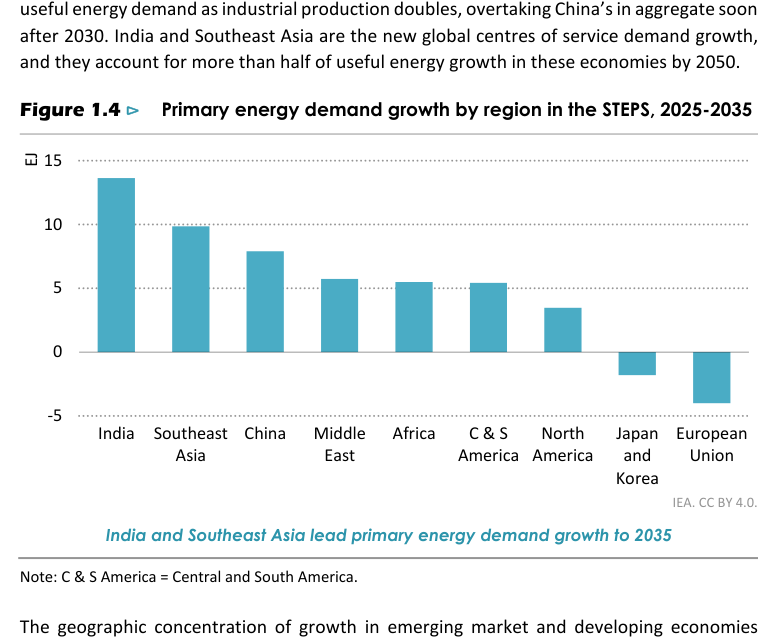 useful energy demand as industrial production doubles, overtaking China’s in aggregate soon
after 2030. India and Southeast Asia are the new global centres of service demand growth,
and they account for more than half of useful energy growth in these economies by 2050.
Figure 1.4 ▷ Primary energy demand growth by region in the STEPS, 2025-2035
EJ
15
10
5
0
-5
India
Southeast
Asia
China
Middle
East
Africa
C & S
America
North
America
Japan
and
Korea
European
Union
IEA. CC BY 4.0.
India and Southeast Asia lead primary energy demand growth to 2035
Note: C & S America = Central and South America.
The geographic concentration of growth in emerging market and developing economies